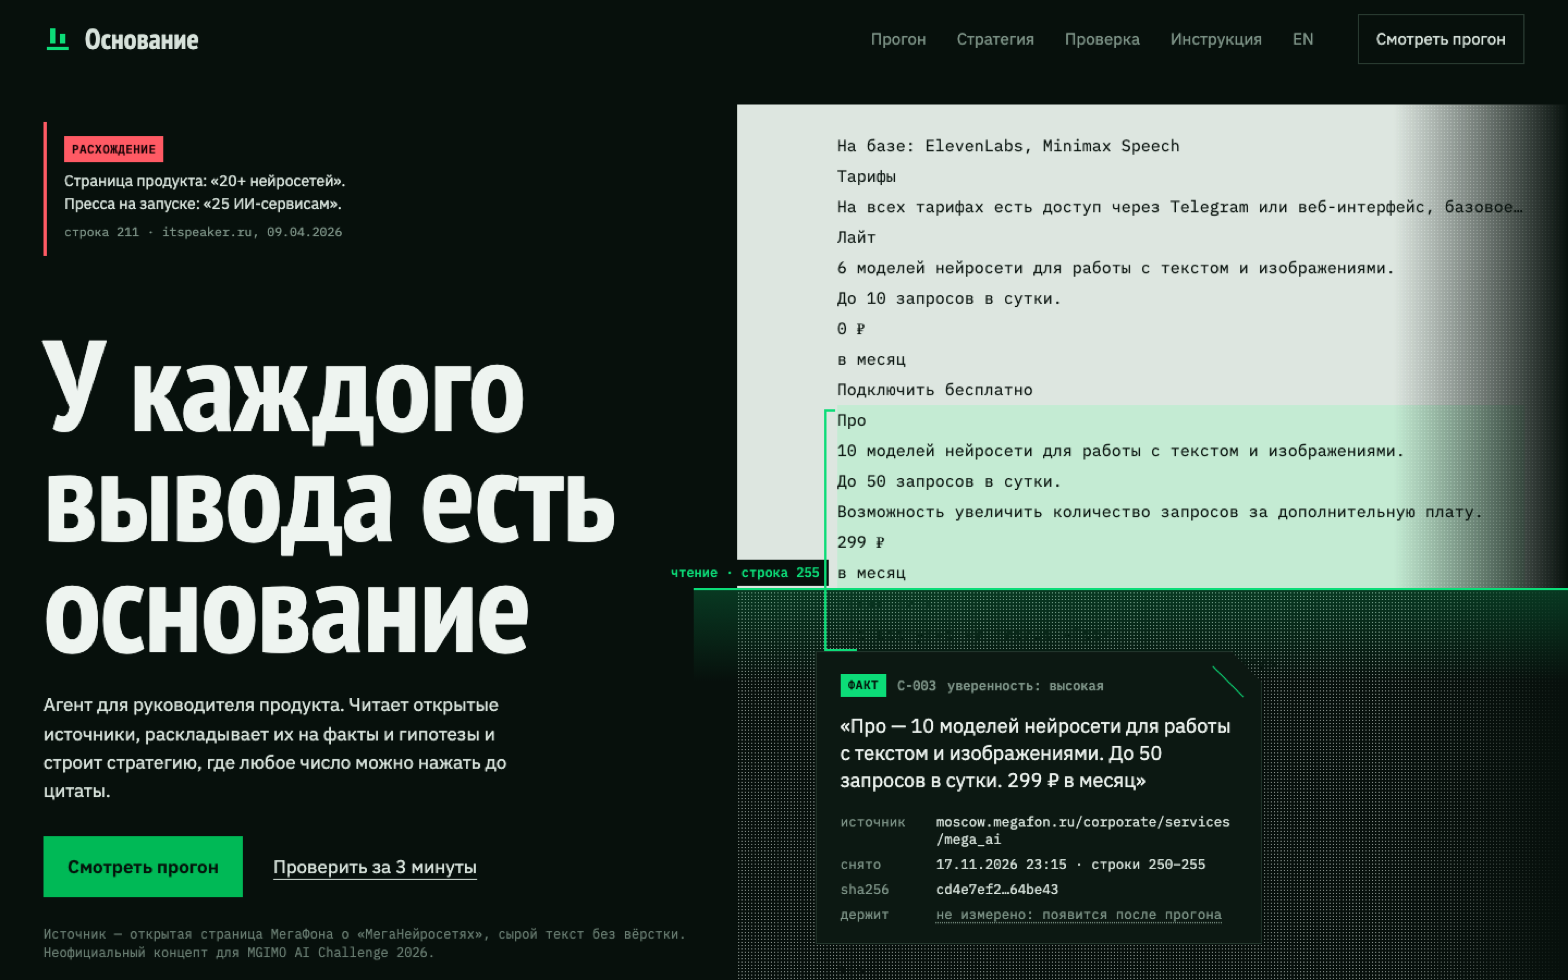 Основание
Прогон
Стратегия
Проверка
Инструкция
EN
Смотреть прогон
РАСХОЖДЕНИЕ
Страница продукта: «20+ нейросетей».
Пресса на запуске: «25 ИИ-сервисам».
строка 211 · itspeaker.ru, 09.04.2026
У каждого
вывода есть
основание
Агент для руководителя продукта. Читает открытые
источники, раскладывает их на факты и гипотезы и
строит стратегию, где любое число можно нажать до
цитаты.
Смотреть прогон
Проверить за 3 минуты
Источник — открытая страница МегаФона о «МегаНейросетях», сырой текст без вёрстки.
Неофициальный концепт для MGIMO AI Challenge 2026.
На базе: ElevenLabs, Minimax Speech
Тарифы
На всех тарифах есть доступ через Telegram или веб-интерфейс, базовое…
Лайт
6 моделей нейросети для работы с текстом и изображениями.
До 10 запросов в сутки.
0 ₽
в месяц
Подключить бесплатно
Про
10 моделей нейросети для работы с текстом и изображениями.
До 50 запросов в сутки.
Возможность увеличить количество запросов за дополнительную плату.
299 ₽
чтение · строка 255
в месяц
ФАКТ C-003 уверенность: высокая
«Про — 10 моделей нейросети для работы
с текстом и изображениями. До 50
запросов в сутки. 299 ₽ в месяц»
источник moscow.megafon.ru/corporate/services
/mega_ai
снято 17.11.2026 23:15 · строки 250–255
sha256 cd4e7ef2…64be43
держит не измерено: появится после прогона